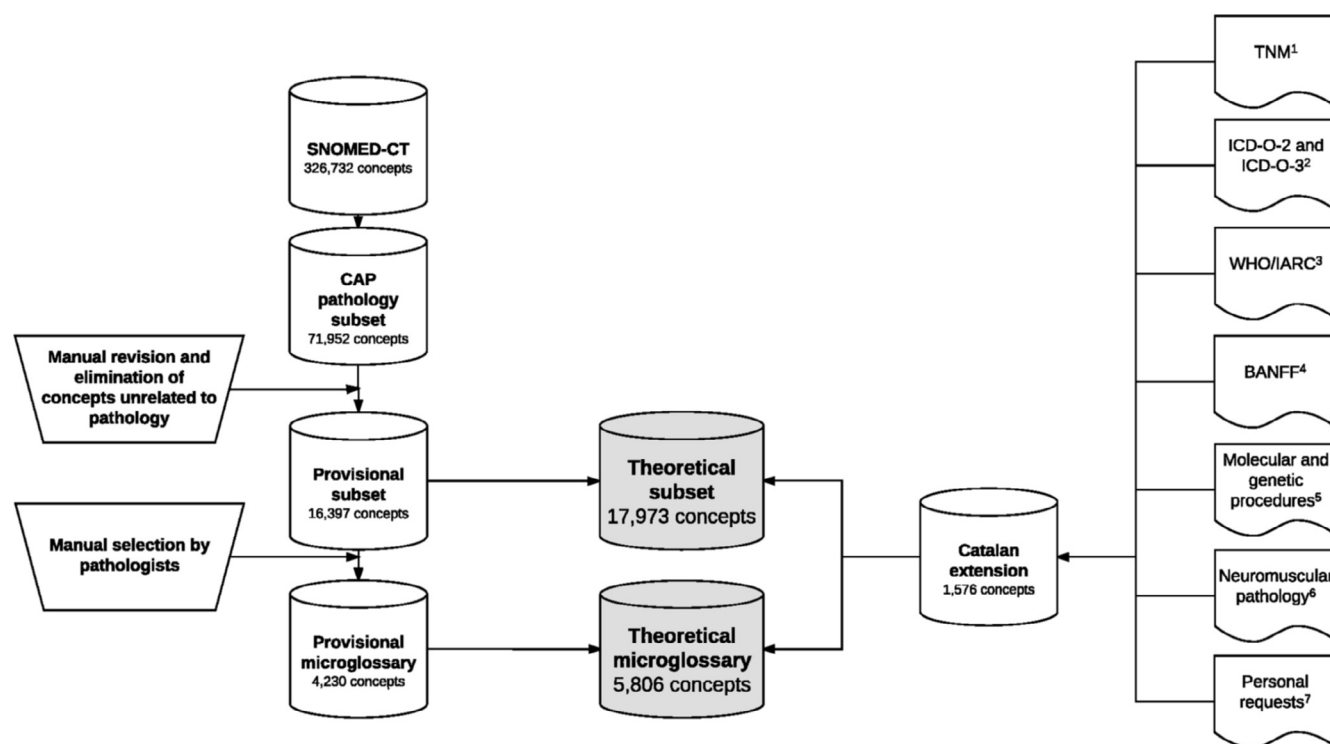 SNOMED-CT
326,732 concepts
CAP
pathology
subset
71,952 concepts
Manual revision and
elimination of
concepts unrelated to
pathology
Provisional
subset
16,397 concepts
Manual selection by
pathologists
Provisional
microglossary
4,230 concepts
Theoretical
subset
17,973 concepts
Theoretical
microglossary
5,806 concepts
Catalan
extension
1,576 concepts
TNM¹
ICD-O-2 and
ICD-O-3²
WHO/IARC³
BANFF⁴
Molecular and
genetic
procedures⁵
Neuromuscular
pathology⁶
Personal
requests⁷